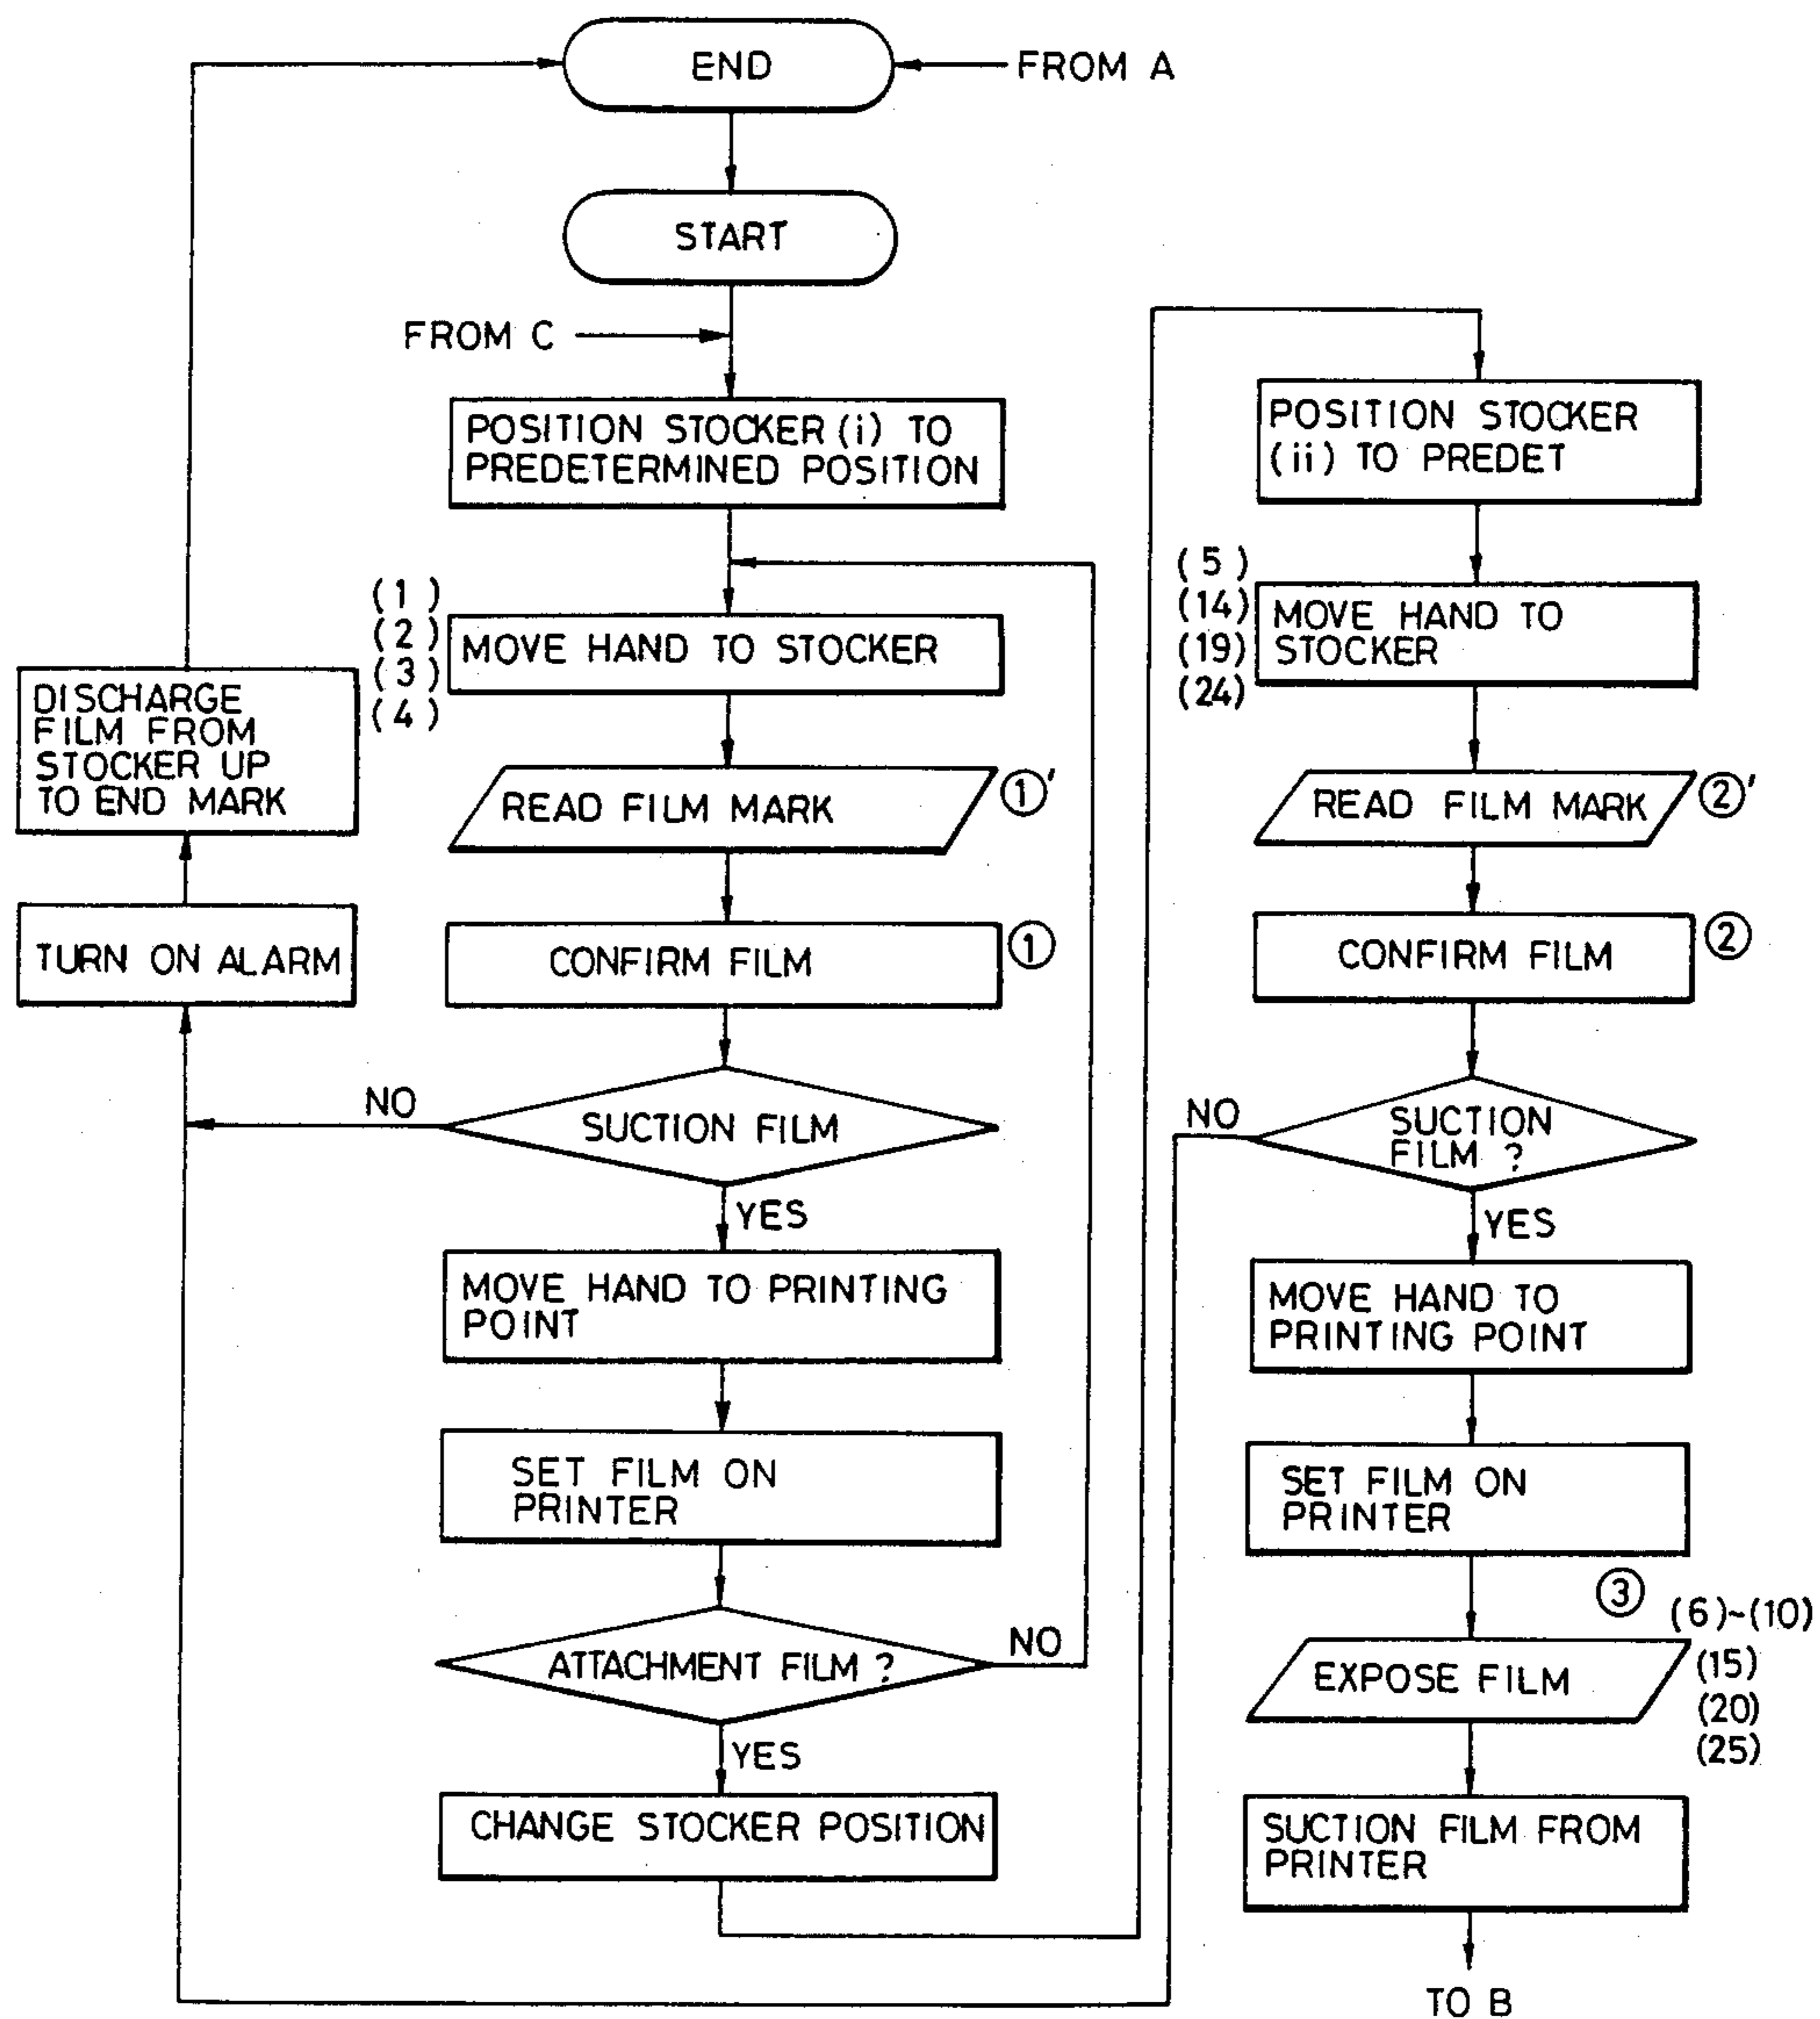 END
FROM A
START
FROM C
POSITION STOCKER (i) TO
PREDETERMINED POSITION
(1)
(2)
(3)
(4)
MOVE HAND TO STOCKER
DISCHARGE
FILM FROM
STOCKER UP
TO END MARK
READ FILM MARK
①'
TURN ON ALARM
CONFIRM FILM
①
NO
SUCTION FILM
YES
MOVE HAND TO PRINTING
POINT
SET FILM ON
PRINTER
ATTACHMENT FILM ?
NO
YES
CHANGE STOCKER POSITION
POSITION STOCKER
(ii) TO PREDET
(5)
(14)
(19)
(24)
MOVE HAND TO
STOCKER
READ FILM MARK
②'
CONFIRM FILM
②
NO
SUCTION
FILM ?
YES
MOVE HAND TO
PRINTING POINT
SET FILM ON
PRINTER
③
(6)~(10)
(15)
(20)
(25)
EXPOSE FILM
SUCTION FILM FROM
PRINTER
TO B